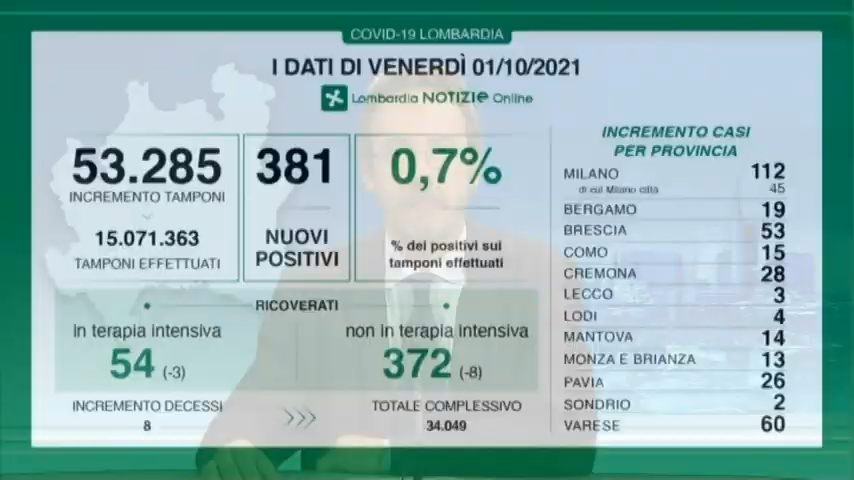 COVID-19 LOMBARDIA
I DATI DI VENERDÌ 01/10/2021
Lombardia NOTIZIE Online
53.285
INCREMENTO TAMPONI
15.071.363
TAMPONI EFFETTUATI
381
NUOVI
POSITIVI
0,7%
% dei positivi sui
tamponi effettuati
RICOVERATI
in terapia intensiva
54 (-3)
non in terapia intensiva
372 (-8)
INCREMENTO DECESSI
8
TOTALE COMPLESSIVO
34.049
INCREMENTO CASI
PER PROVINCIA
MILANO 112
di cui Milano città 45
BERGAMO 19
BRESCIA 53
COMO 15
CREMONA 28
LECCO 3
LODI 4
MANTOVA 14
MONZA E BRIANZA 13
PAVIA 26
SONDRIO 2
VARESE 60